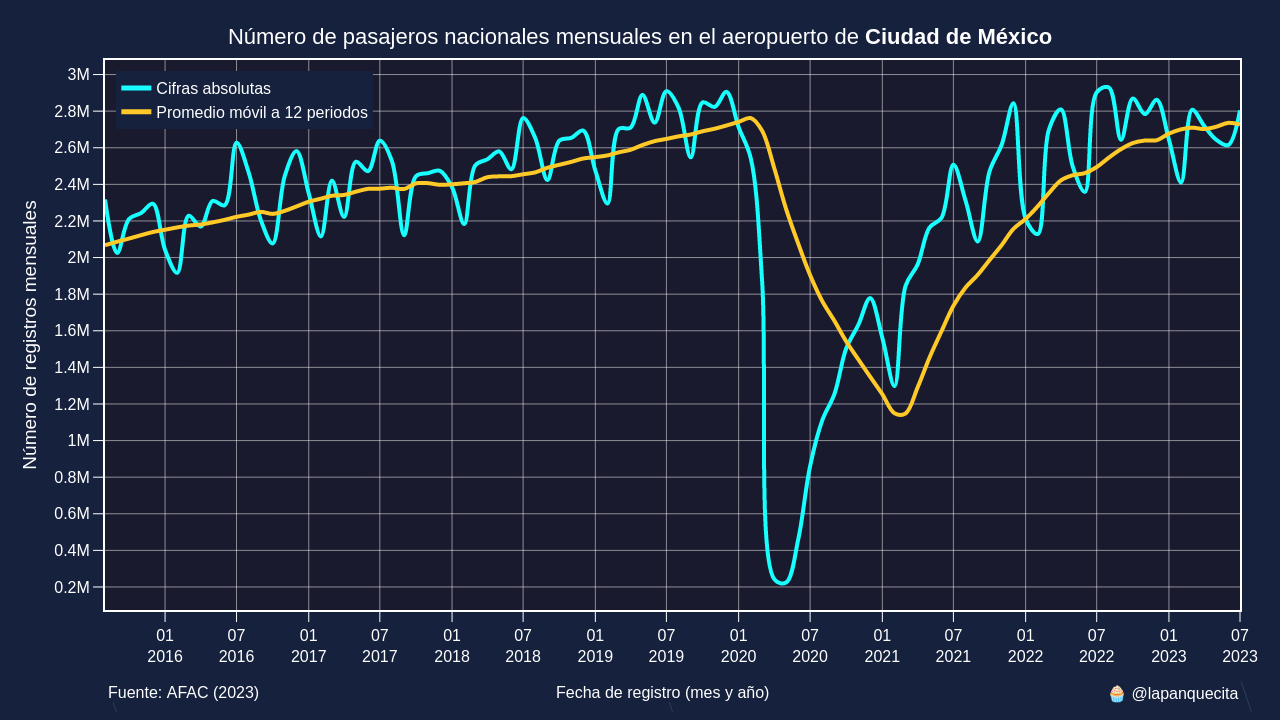 Número de pasajeros nacionales mensuales en el aeropuerto de Ciudad de México
Cifras absolutas
Promedio móvil a 12 periodos
Número de registros mensuales
3M
2.8M
2.6M
2.4M
2.2M
2M
1.8M
1.6M
1.4M
1.2M
1M
0.8M
0.6M
0.4M
0.2M
01 07 01 07 01 07 01 07 01 07 01 07 01 07 01 07
2016 2016 2017 2017 2018 2018 2019 2019 2020 2020 2021 2021 2022 2022 2023 2023
Fuente: AFAC (2023) Fecha de registro (mes y año) 🧁 @lapanquecita